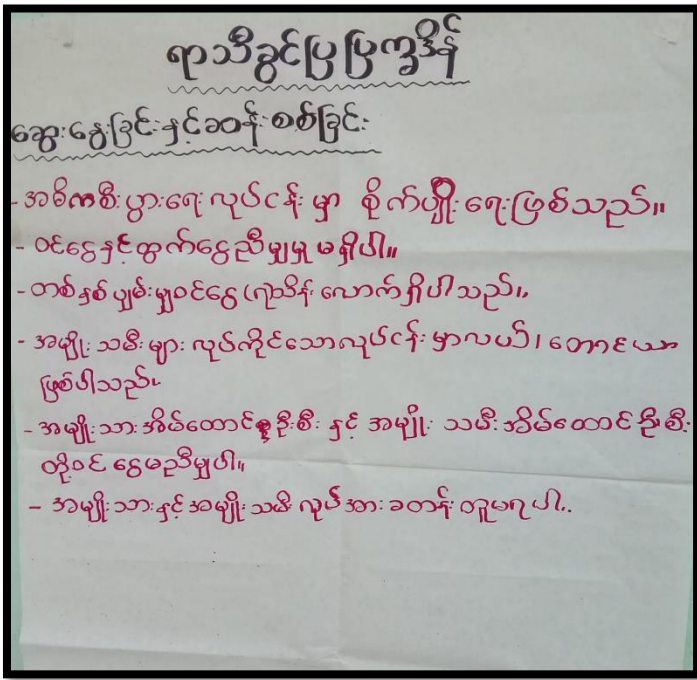 ရာသီခွင်ပြပြက္ခဒိန်
ဆွေးနွေးခြင်းနှင့်ဆန်းစစ်ခြင်း
- အဓိကစီးပွားရေးလုပ်ငန်းမှာ စိုက်ပျိုးရေးဖြစ်သည်။
- ဝင်ငွေနှင့်ထွက်ငွေညီမျှမှုမရှိပါ။
- တစ်နှစ်ပျှမ်းမျှဝင်ငွေ (၅)သိန်းလောက်ရှိပါသည်။
- အမျိုးသမီးများ လုပ်ကိုင်သောလုပ်ငန်းမှာလယ်၊ တောင်ယာ
ဖြစ်ပါသည်။
- အမျိုးသားအိမ်ထောင်ဦးစီး နှင့် အမျိုးသမီးအိမ်ထောင်ဦးစီး
တို့ဝင်ငွေမညီမျှပါ။
- အမျိုးသားနှင့်အမျိုးသမီးလုပ်အားခတန်းတူမရပါ။